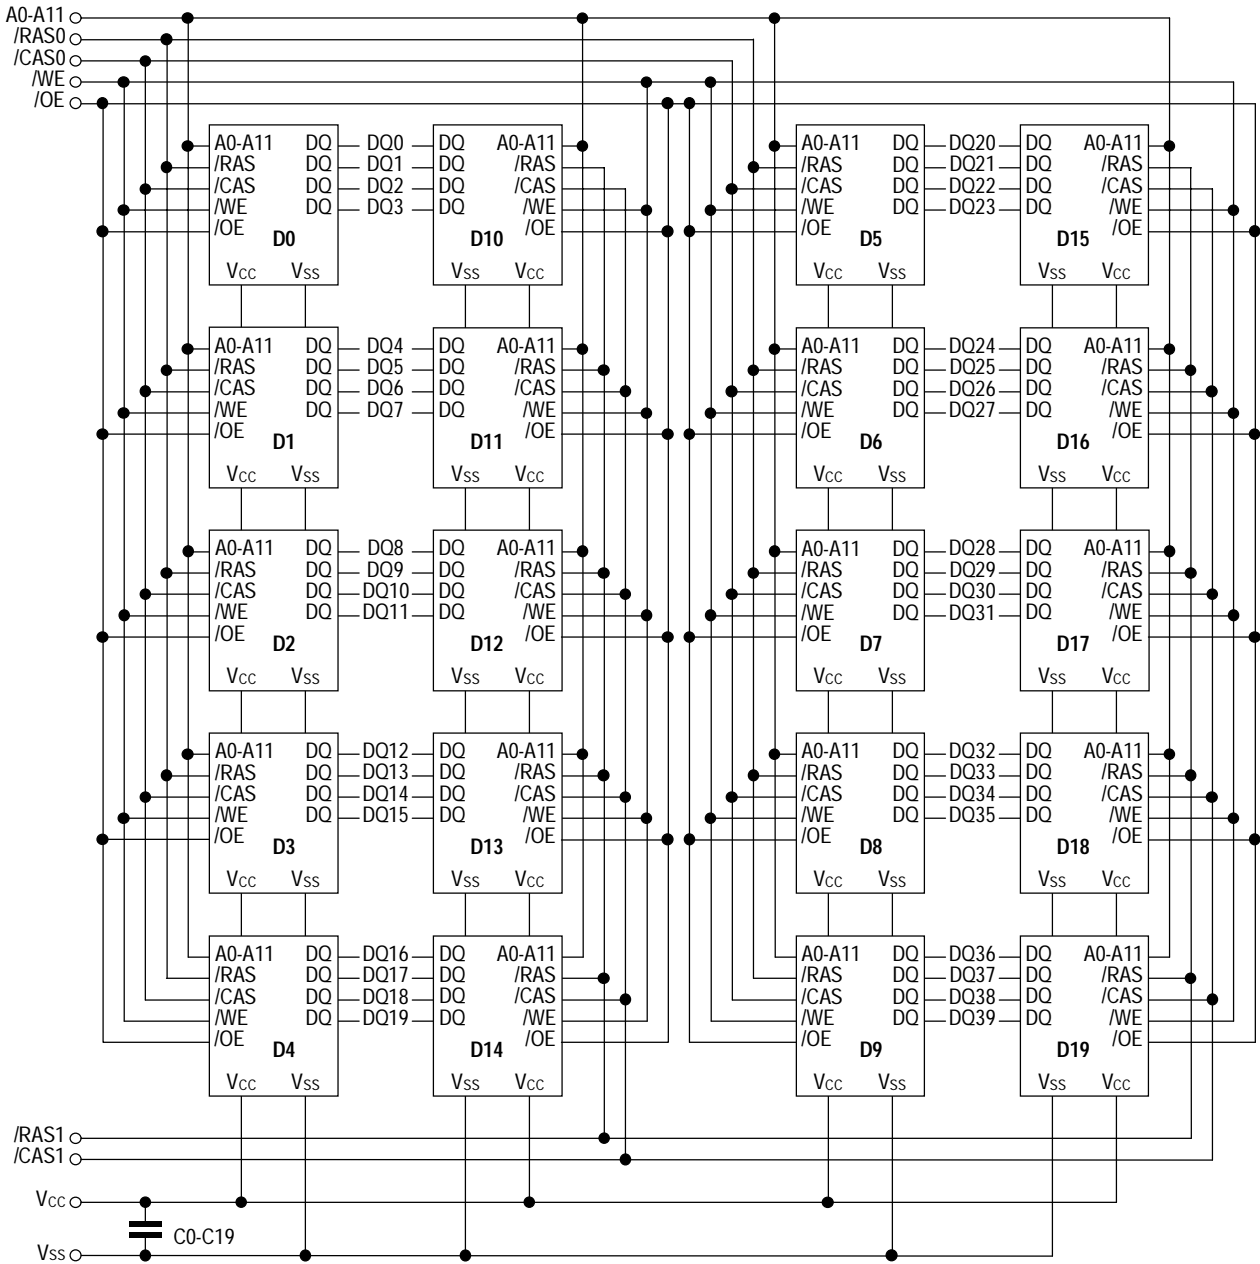 A0-A11
/RAS0
/CAS0
/WE
/OE
A0-A11 DQ DQ0 DQ A0-A11 A0-A11 DQ DQ20 DQ A0-A11
/RAS DQ DQ1 DQ /RAS /RAS DQ DQ21 DQ /RAS
/CAS DQ DQ2 DQ /CAS /CAS DQ DQ22 DQ /CAS
/WE DQ DQ3 DQ /WE /WE DQ DQ23 DQ /WE
/OE D0 D10 /OE /OE D5 D15 /OE
Vcc Vss Vss Vcc Vcc Vss Vss Vcc
A0-A11 DQ DQ4 DQ A0-A11 A0-A11 DQ DQ24 DQ A0-A11
/RAS DQ DQ5 DQ /RAS /RAS DQ DQ25 DQ /RAS
/CAS DQ DQ6 DQ /CAS /CAS DQ DQ26 DQ /CAS
/WE DQ DQ7 DQ /WE /WE DQ DQ27 DQ /WE
/OE D1 D11 /OE /OE D6 D16 /OE
Vcc Vss Vss Vcc Vcc Vss Vss Vcc
A0-A11 DQ DQ8 DQ A0-A11 A0-A11 DQ DQ28 DQ A0-A11
/RAS DQ DQ9 DQ /RAS /RAS DQ DQ29 DQ /RAS
/CAS DQ DQ10 DQ /CAS /CAS DQ DQ30 DQ /CAS
/WE DQ DQ11 DQ /WE /WE DQ DQ31 DQ /WE
/OE D2 D12 /OE /OE D7 D17 /OE
Vcc Vss Vss Vcc Vcc Vss Vss Vcc
A0-A11 DQ DQ12 DQ A0-A11 A0-A11 DQ DQ32 DQ A0-A11
/RAS DQ DQ13 DQ /RAS /RAS DQ DQ33 DQ /RAS
/CAS DQ DQ14 DQ /CAS /CAS DQ DQ34 DQ /CAS
/WE DQ DQ15 DQ /WE /WE DQ DQ35 DQ /WE
/OE D3 D13 /OE /OE D8 D18 /OE
Vcc Vss Vss Vcc Vcc Vss Vss Vcc
A0-A11 DQ DQ16 DQ A0-A11 A0-A11 DQ DQ36 DQ A0-A11
/RAS DQ DQ17 DQ /RAS /RAS DQ DQ37 DQ /RAS
/CAS DQ DQ18 DQ /CAS /CAS DQ DQ38 DQ /CAS
/WE DQ DQ19 DQ /WE /WE DQ DQ39 DQ /WE
/OE D4 D14 /OE /OE D9 D19 /OE
Vcc Vss Vss Vcc Vcc Vss Vss Vcc
/RAS1
/CAS1
Vcc
C0-C19
Vss